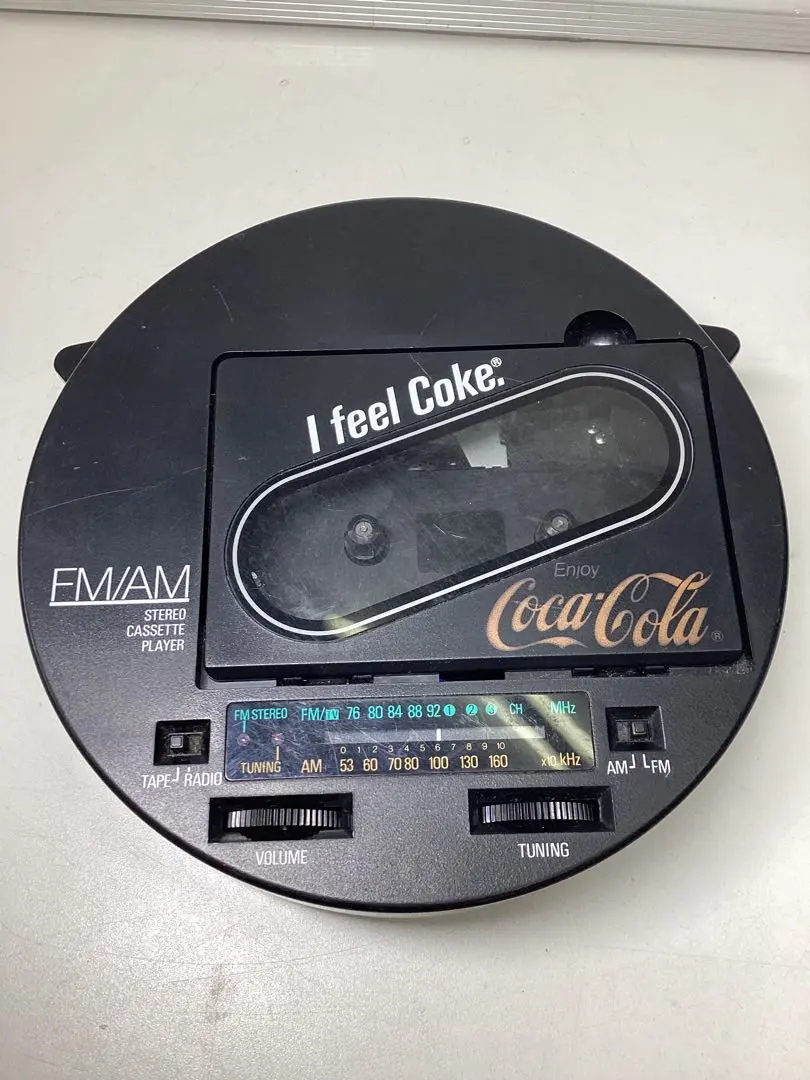 I feel Coke.®
Enjoy
Coca-Cola®
FM/AM
STEREO
CASSETTE
PLAYER
FM STEREO FM/TV 76 80 84 88 92 1 2 3 CH MHz
0 1 2 3 4 5 6 7 8 9 10
TUNING AM 53 60 70 80 100 130 160 x10 kHz
TAPE RADIO
AM FM
VOLUME
TUNING